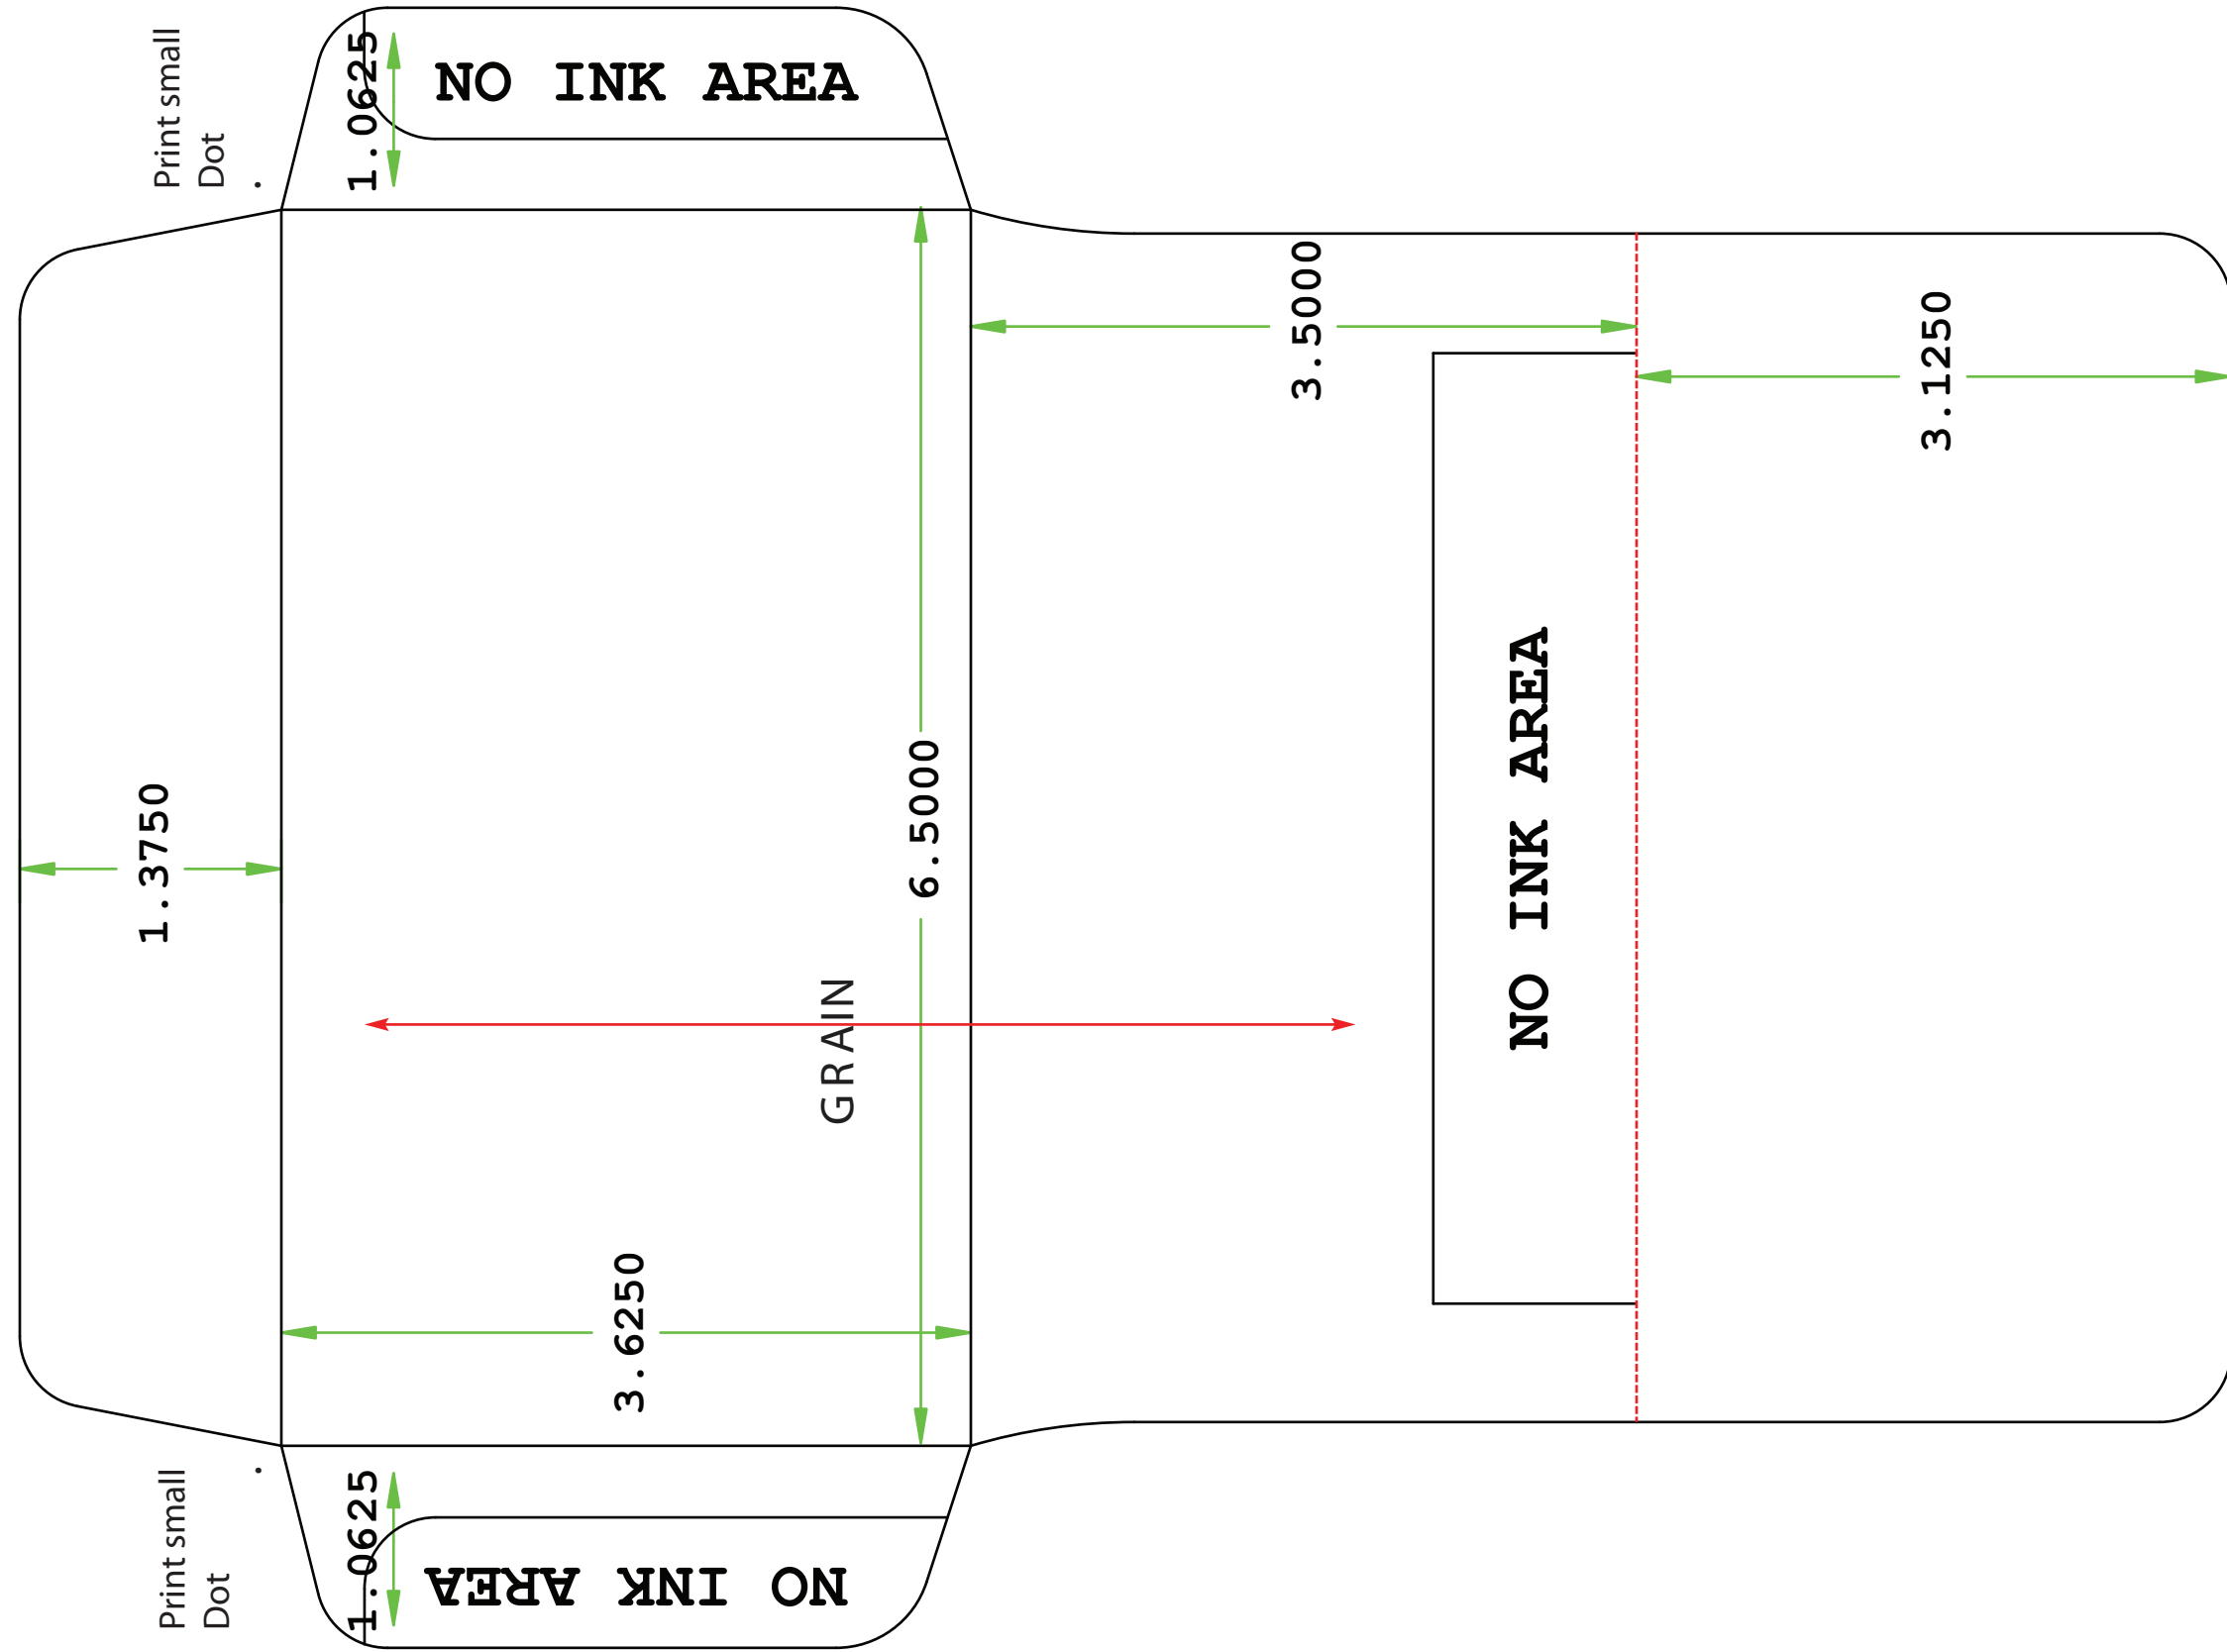 Print small
Dot
.
1.0625
NO INK AREA
3.5000
3.1250
1.3750
6.5000
NO INK AREA
GRAIN
3.6250
Print small
Dot
.
1.0625
NO INK AREA